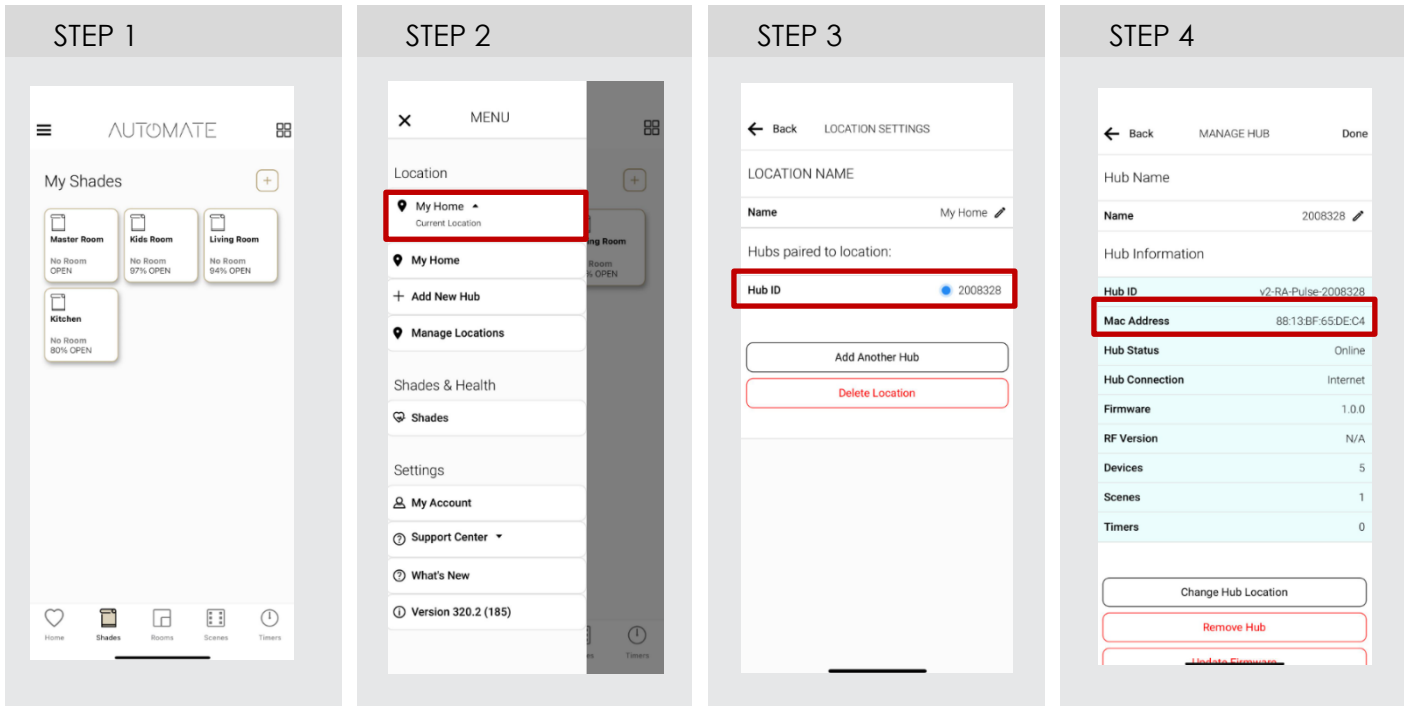 STEP 1
AUTOMATE
My Shades
Master Room
No Room
OPEN
Kids Room
No Room
97% OPEN
Living Room
No Room
94% OPEN
Kitchen
No Room
80% OPEN
Home
Shades
Rooms
Scenes
Timers
STEP 2
MENU
Location
My Home
Current Location
My Home
Add New Hub
Manage Locations
Shades & Health
Shades
Settings
My Account
Support Center
What's New
Version 320.2 (185)
ng Room
Room
% OPEN
es
Timers
STEP 3
Back LOCATION SETTINGS
LOCATION NAME
Name My Home
Hubs paired to location:
Hub ID 2008328
Add Another Hub
Delete Location
STEP 4
Back MANAGE HUB Done
Hub Name
Name 2008328
Hub Information
Hub ID v2-RA-Pulse-2008328
Mac Address 88:13:BF:65:DE:C4
Hub Status Online
Hub Connection Internet
Firmware 1.0.0
RF Version N/A
Devices 5
Scenes 1
Timers 0
Change Hub Location
Remove Hub
Update Firmware